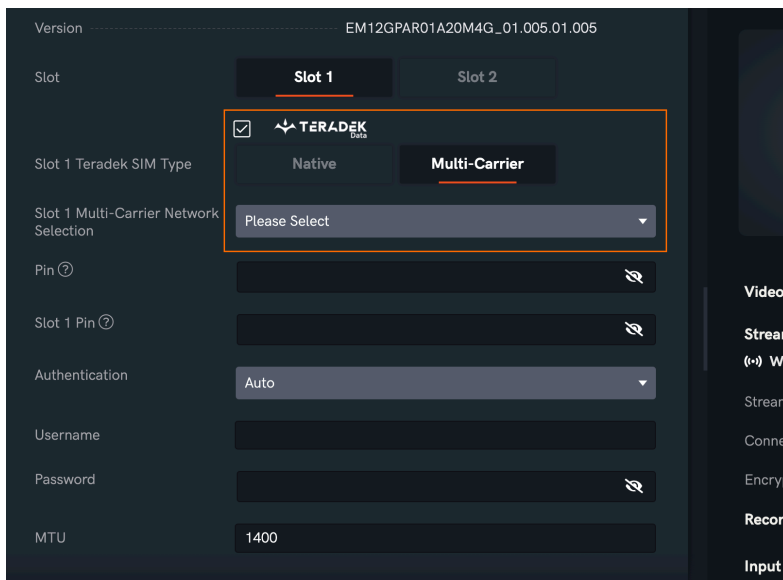 Version EM12GPAR01A20M4G_01.005.01.005
Slot Slot 1 Slot 2
TERADEK
Data
Slot 1 Teradek SIM Type Native Multi-Carrier
Slot 1 Multi-Carrier Network
Selection
Please Select
Pin
Slot 1 Pin
Authentication Auto
Username
Password
MTU 1400
Video
W
Input